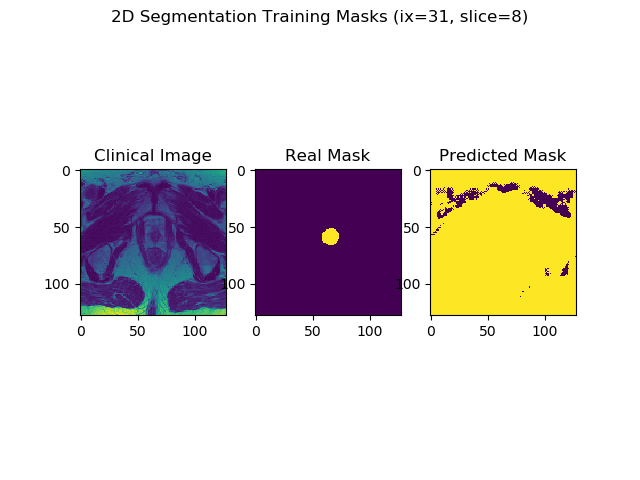 2D Segmentation Training Masks (ix=31, slice=8)
Clinical Image Real Mask Predicted Mask
0 0 0
50 50 50
100 100 100
0 100 0 50 100 0 50 100